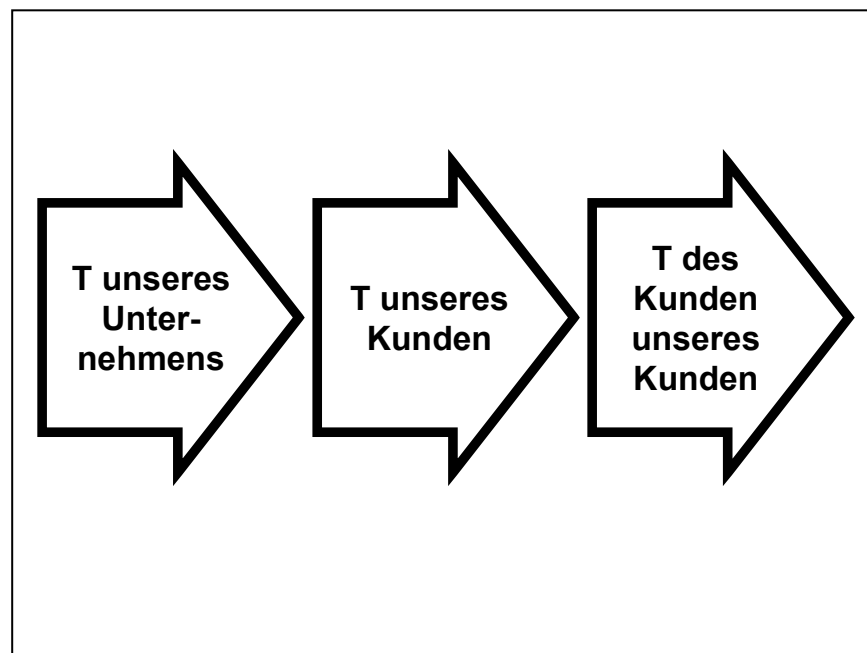 T unseres
Unter-
nehmens
T unseres
Kunden
T des
Kunden
unseres
Kunden